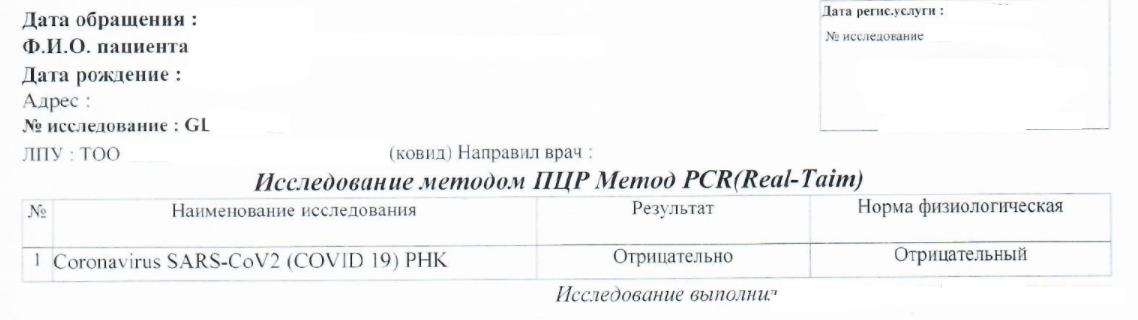 Дата обращения :
Ф.И.О. пациента
Дата рождение :
Адрес :
№ исследование : GL
ЛПУ : ТОО (ковид) Направил врач :
Дата регис.услуги :
№ исследование
Исследование методом ПЦР Метод PCR(Real-Taim)
№ Наименование исследования Результат Норма физиологическая
1 Coronavirus SARS-CoV2 (COVID 19) РНК Отрицательно Отрицательный
Исследование выполнил